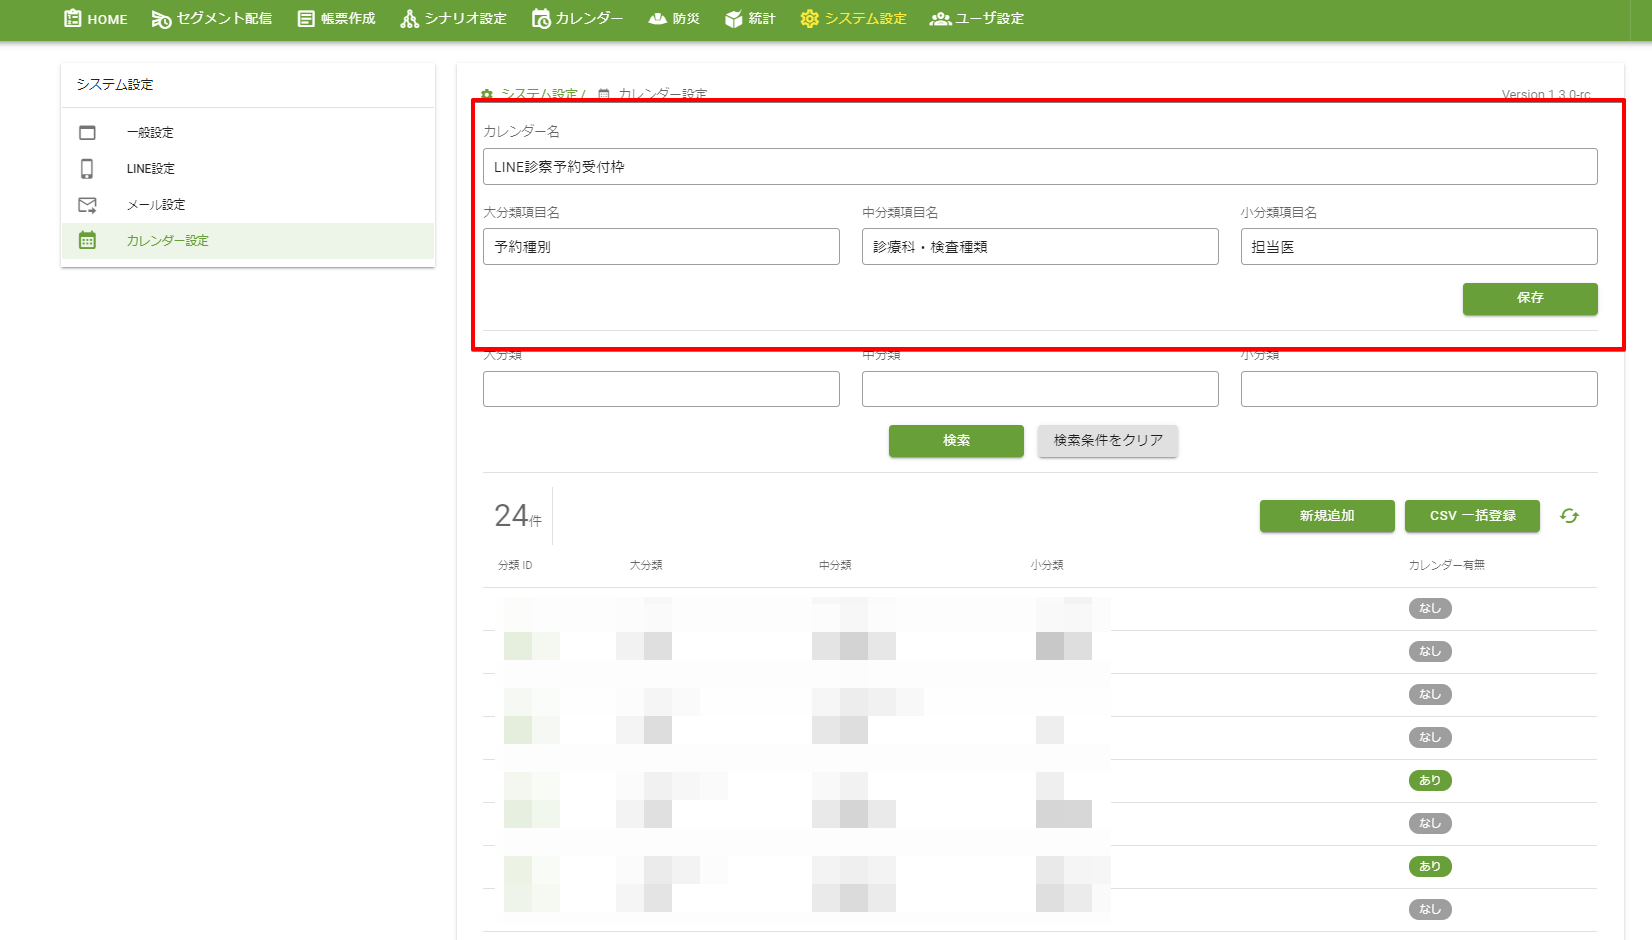 HOME セグメント配信 帳票作成 シナリオ設定 カレンダー 防災 統計 システム設定 ユーザ設定
システム設定
一般設定
LINE設定
メール設定
カレンダー設定
システム設定 / カレンダー設定 Version 1.3.0-rc
カレンダー名
LINE診察予約受付枠
大分類項目名 中分類項目名 小分類項目名
予約種別 診療科・検査種類 担当医
保存
大分類 中分類 小分類
検索 検索条件をクリア
24件 新規追加 CSV 一括登録
分類 ID 大分類 中分類 小分類 カレンダー有無
なし
なし
なし
なし
あり
なし
あり
なし